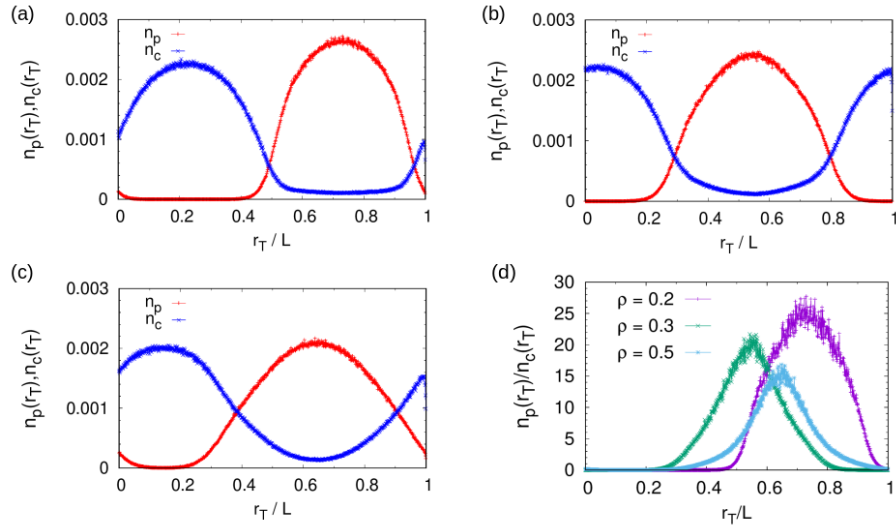 (a)
0.003
0.002
0.001
0
n_p
n_c
n_p(r_T),n_c(r_T)
0 0.2 0.4 0.6 0.8 1
r_T / L
(b)
0.003
0.002
0.001
0
n_p
n_c
n_p(r_T),n_c(r_T)
0 0.2 0.4 0.6 0.8 1
r_T / L
(c)
0.003
0.002
0.001
0
n_p
n_c
n_p(r_T),n_c(r_T)
0 0.2 0.4 0.6 0.8 1
r_T / L
(d)
30
25
20
15
10
5
0
ρ = 0.2
ρ = 0.3
ρ = 0.5
n_p(r_T)/n_c(r_T)
0 0.2 0.4 0.6 0.8 1
r_T/L